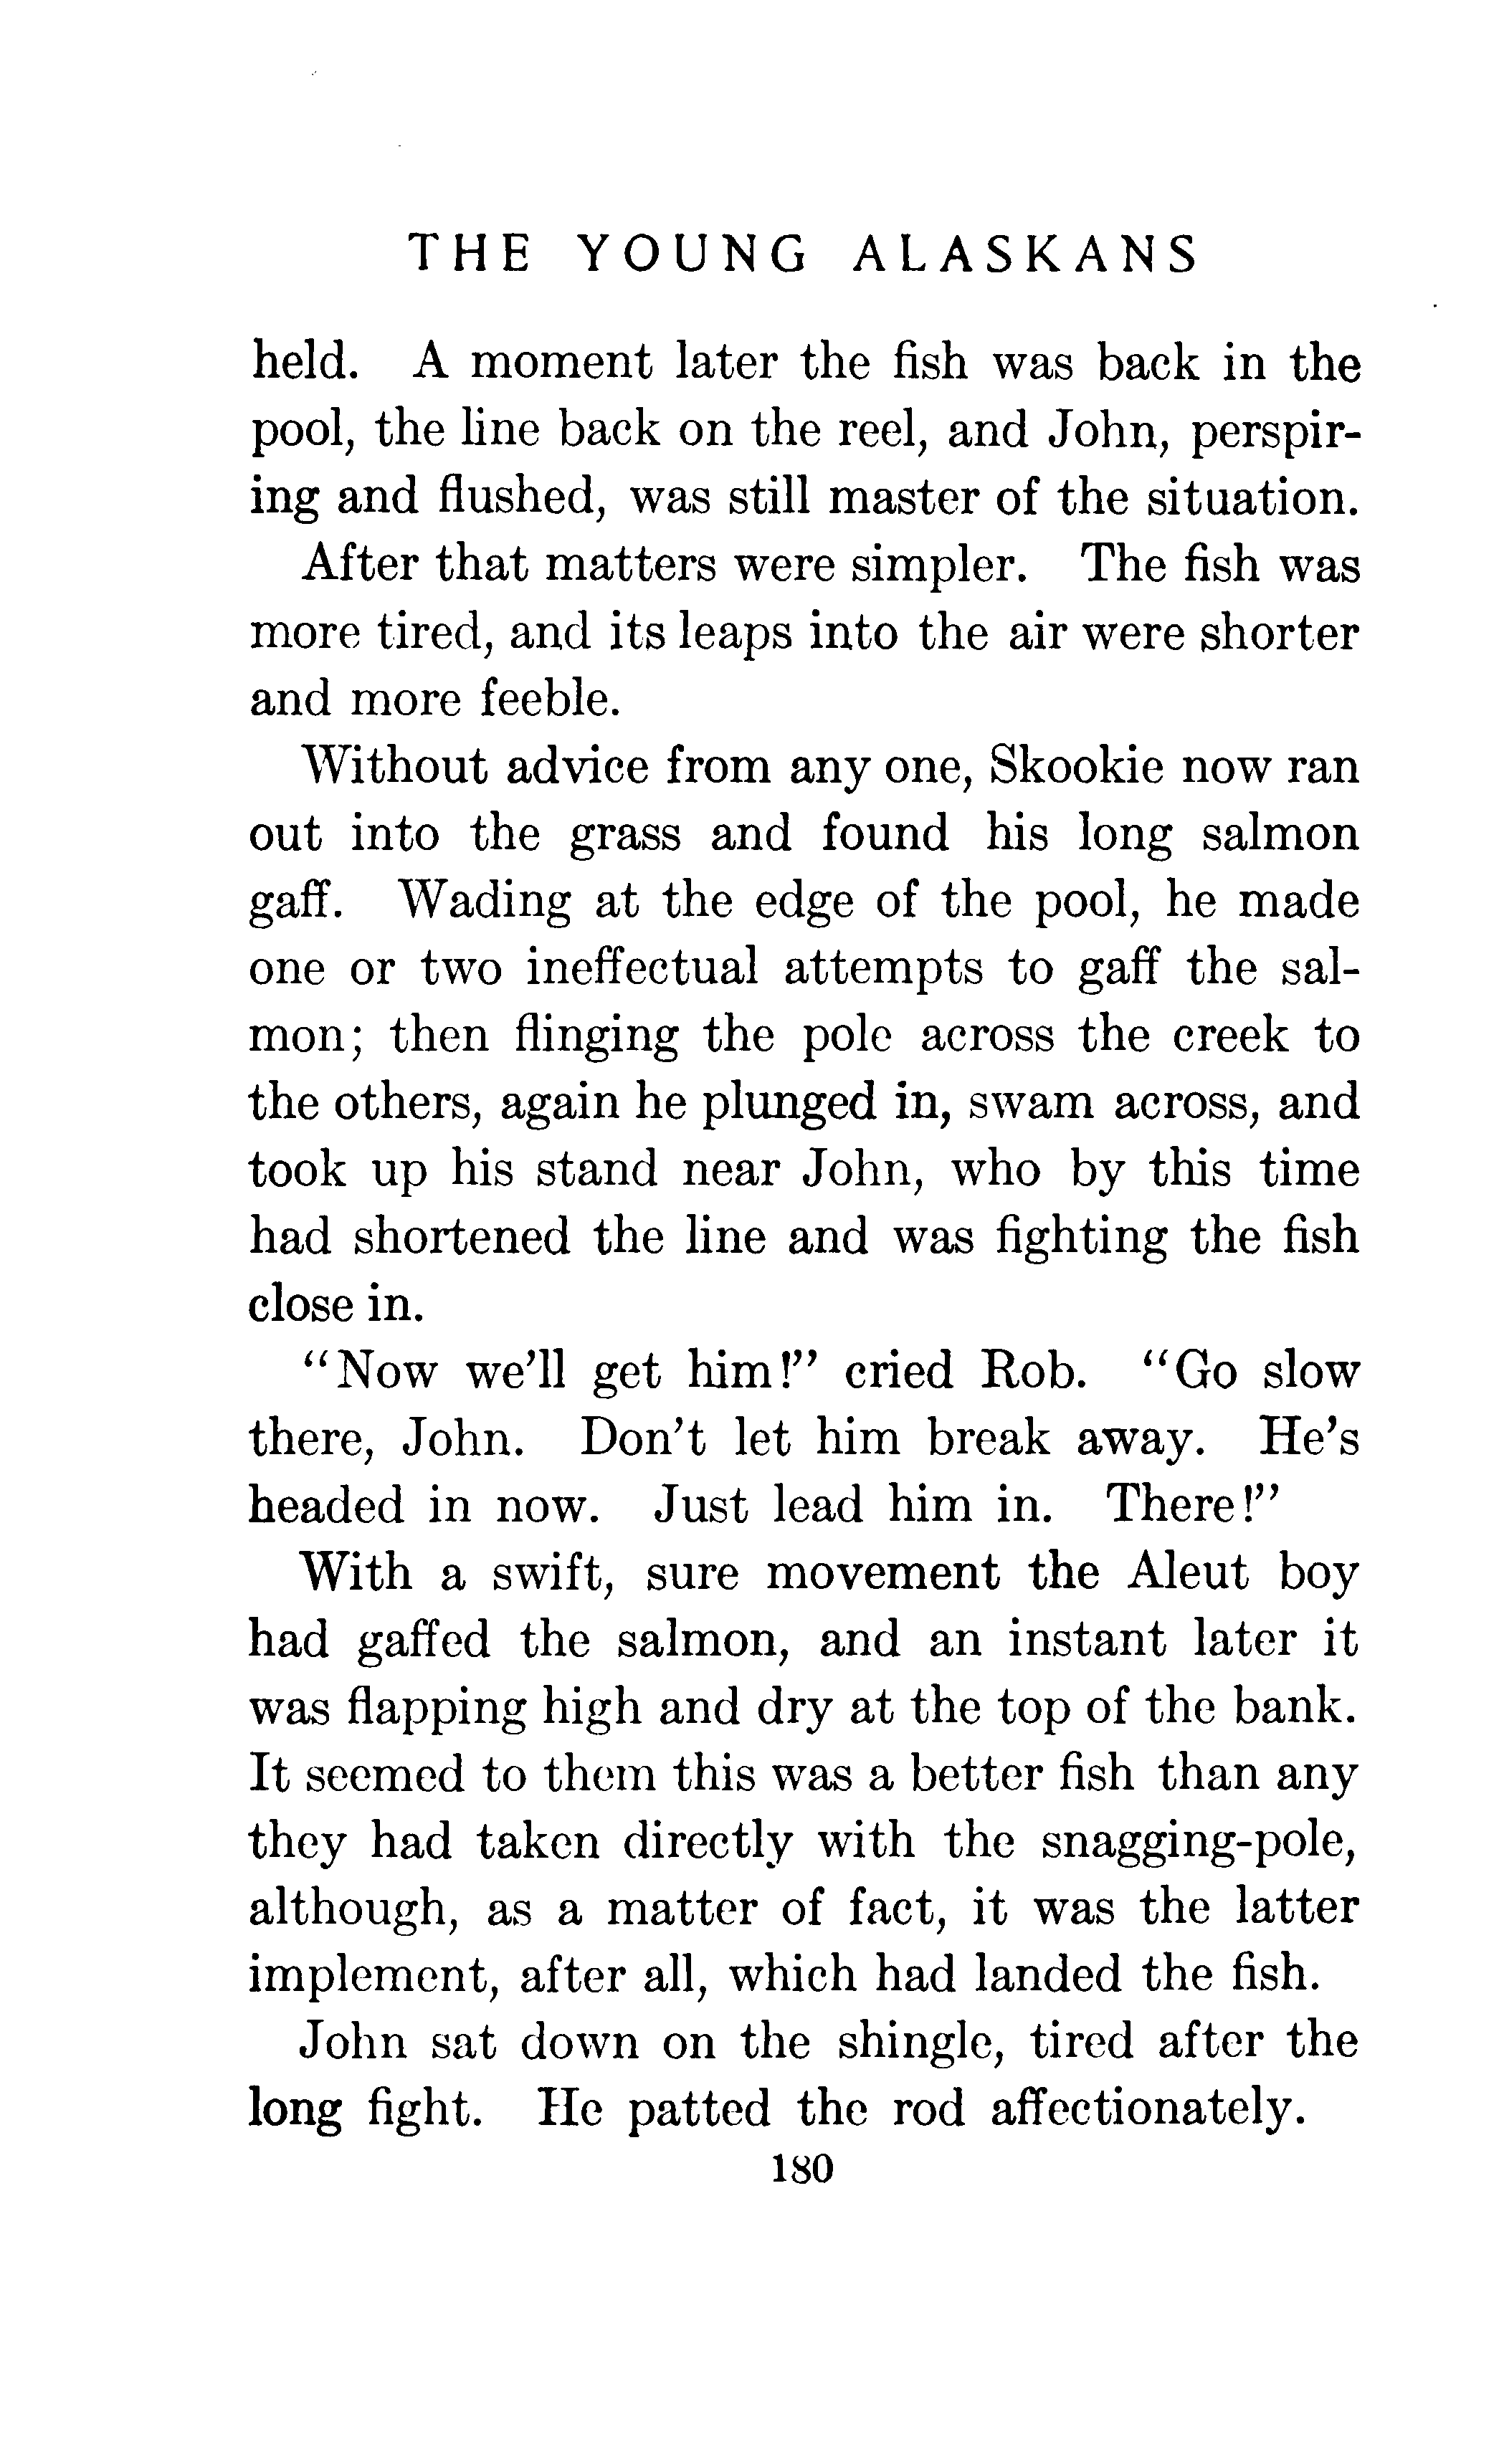 THE YOUNG ALASKANS
held. A moment later the fish was back in the
pool, the line back on the reel, and John, perspir-
ing and flushed, was still master of the situation.
After that matters were simpler. The fish was
more tired, and its leaps into the air were shorter
and more feeble.
Without advice from any one, Skookie now ran
out into the grass and found his long salmon
gaff. Wading at the edge of the pool, he made
one or two ineffectual attempts to gaff the sal-
mon; then flinging the pole across the creek to
the others, again he plunged in, swam across, and
took up his stand near John, who by this time
had shortened the line and was fighting the fish
close in.
"Now we'll get him!" cried Rob. "Go slow
there, John. Don't let him break away. He's
headed in now. Just lead him in. There!"
With a swift, sure movement the Aleut boy
had gaffed the salmon, and an instant later it
was flapping high and dry at the top of the bank.
It seemed to them this was a better fish than any
they had taken directly with the snagging-pole,
although, as a matter of fact, it was the latter
implement, after all, which had landed the fish.
John sat down on the shingle, tired after the
long fight. He patted the rod affectionately.
180